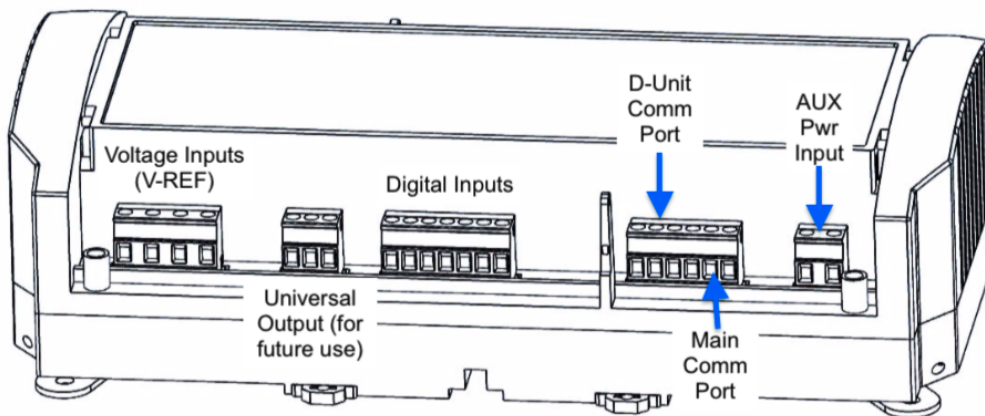 Voltage Inputs
(V-REF)
Universal
Output (for
future use)
Digital Inputs
D-Unit
Comm
Port
Main
Comm
Port
AUX
Pwr
Input